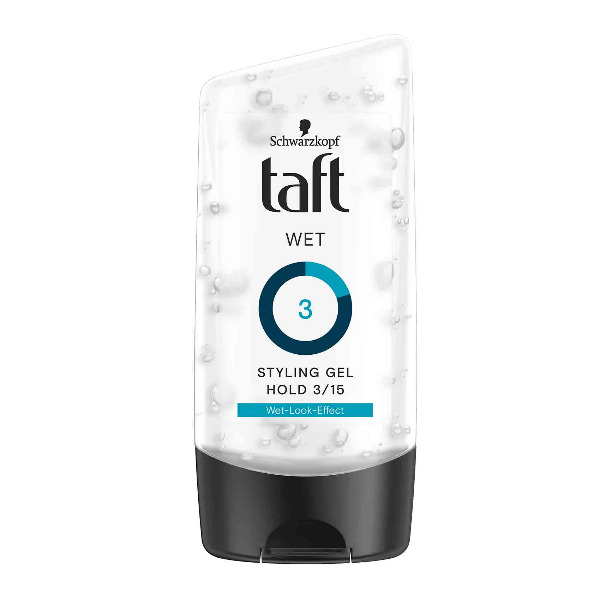 Schwarzkopf
taft
WET
3
STYLING GEL
HOLD 3/15
Wet-Look-Effect